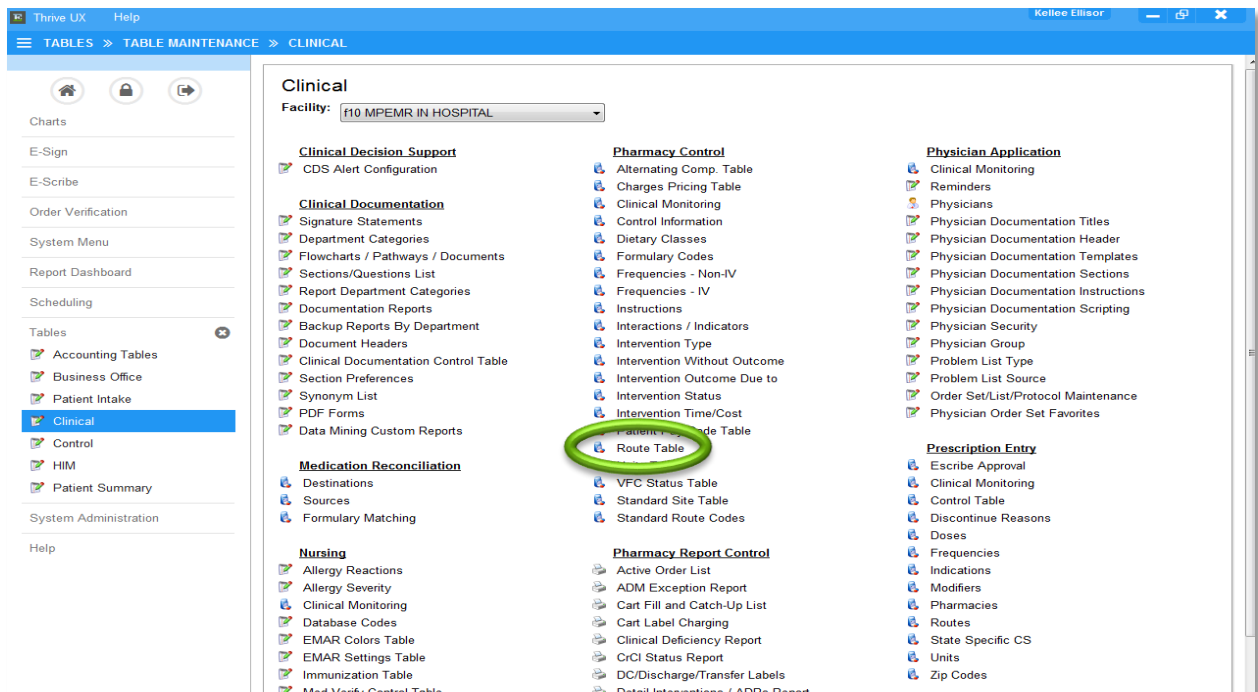 Thrive UX Help
Kellee Ellisor
TABLES » TABLE MAINTENANCE » CLINICAL
Charts
E-Sign
E-Scribe
Order Verification
System Menu
Report Dashboard
Scheduling
Tables
Accounting Tables
Business Office
Patient Intake
Clinical
Control
HIM
Patient Summary
System Administration
Help
Clinical
Facility: f10 MPEMR IN HOSPITAL
Clinical Decision Support
CDS Alert Configuration
Clinical Documentation
Signature Statements
Department Categories
Flowcharts / Pathways / Documents
Sections/Questions List
Report Department Categories
Documentation Reports
Backup Reports By Department
Document Headers
Clinical Documentation Control Table
Section Preferences
Synonym List
PDF Forms
Data Mining Custom Reports
Medication Reconciliation
Destinations
Sources
Formulary Matching
Nursing
Allergy Reactions
Allergy Severity
Clinical Monitoring
Database Codes
EMAR Colors Table
EMAR Settings Table
Immunization Table
Med Verify Control Table
Pharmacy Control
Alternating Comp. Table
Charges Pricing Table
Clinical Monitoring
Control Information
Dietary Classes
Formulary Codes
Frequencies - Non-IV
Frequencies - IV
Instructions
Interactions / Indicators
Intervention Type
Intervention Without Outcome
Intervention Outcome Due to
Intervention Status
Intervention Time/Cost
Patient Table
Route Table
VFC Status Table
Standard Site Table
Standard Route Codes
Pharmacy Report Control
Active Order List
ADM Exception Report
Cart Fill and Catch-Up List
Cart Label Charging
Clinical Deficiency Report
CrCl Status Report
DC/Discharge/Transfer Labels
Detail Interventions / ADRs Report
Physician Application
Clinical Monitoring
Reminders
Physicians
Physician Documentation Titles
Physician Documentation Header
Physician Documentation Templates
Physician Documentation Sections
Physician Documentation Instructions
Physician Documentation Scripting
Physician Security
Physician Group
Problem List Type
Problem List Source
Order Set/List/Protocol Maintenance
Physician Order Set Favorites
Prescription Entry
Escribe Approval
Clinical Monitoring
Control Table
Discontinue Reasons
Doses
Frequencies
Indications
Modifiers
Pharmacies
Routes
State Specific CS
Units
Zip Codes